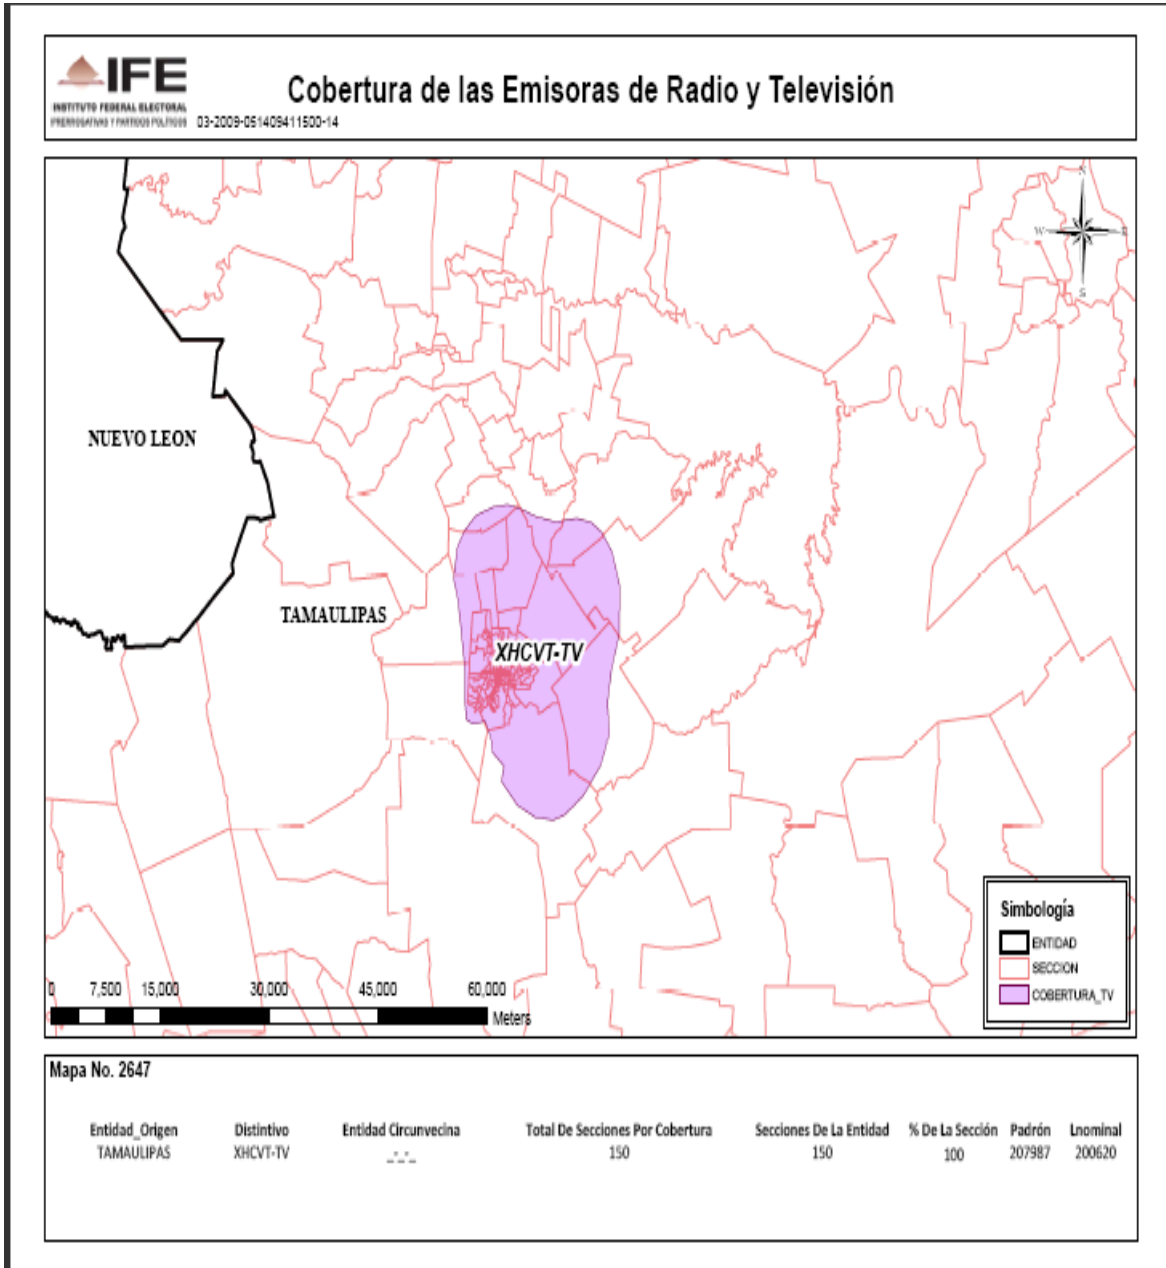 IFE
INSTITUTO FEDERAL ELECTORAL
PRERROGATIVAS Y PARTIDOS POLITICOS
03-2009-051409411500-14
Cobertura de las Emisoras de Radio y Televisión
N
W
E
S
NUEVO LEON
TAMAULIPAS
XHCVT-TV
Simbología
ENTIDAD
SECCION
COBERTURA_TV
0 7,500 15,000 30,000 45,000 60,000
Meters
Mapa No. 2647
Entidad_Origen Distintivo Entidad Circunvecina Total De Secciones Por Cobertura Secciones De La Entidad % De La Sección Padrón Lnominal
TAMAULIPAS XHCVT-TV _-_-_ 150 150 100 207987 200620